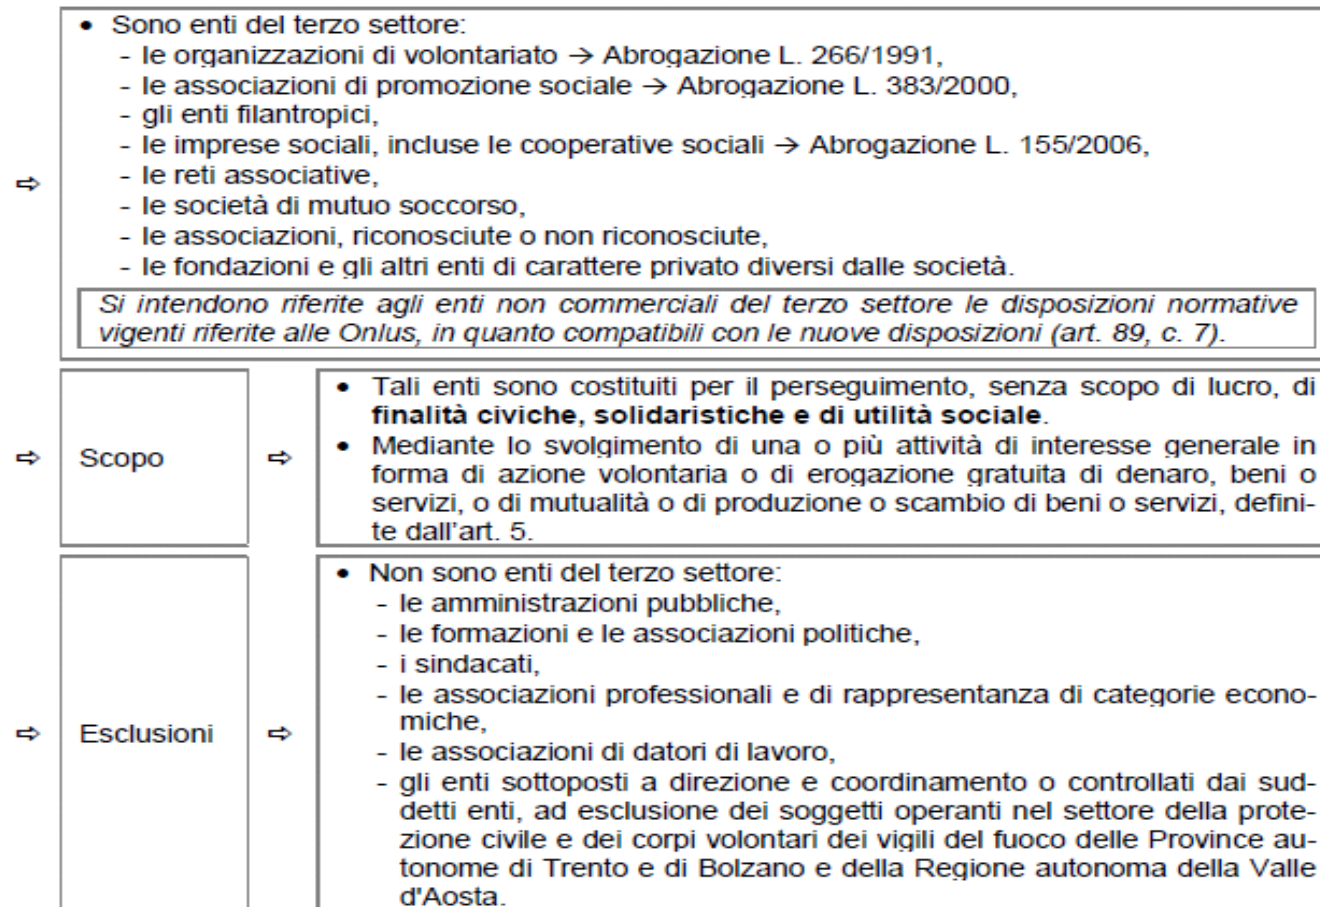 • Sono enti del terzo settore:
- le organizzazioni di volontariato → Abrogazione L. 266/1991,
- le associazioni di promozione sociale → Abrogazione L. 383/2000,
- gli enti filantropici,
- le imprese sociali, incluse le cooperative sociali → Abrogazione L. 155/2006,
⇨
- le reti associative,
- le società di mutuo soccorso,
- le associazioni, riconosciute o non riconosciute,
- le fondazioni e gli altri enti di carattere privato diversi dalle società.
Si intendono riferite agli enti non commerciali del terzo settore le disposizioni normative
vigenti riferite alle Onlus, in quanto compatibili con le nuove disposizioni (art. 89, c. 7).
⇨ Scopo ⇨
• Tali enti sono costituiti per il perseguimento, senza scopo di lucro, di
finalità civiche, solidaristiche e di utilità sociale.
• Mediante lo svolgimento di una o più attività di interesse generale in
forma di azione volontaria o di erogazione gratuita di denaro, beni o
servizi, o di mutualità o di produzione o scambio di beni o servizi, defini-
te dall'art. 5.
⇨ Esclusioni ⇨
• Non sono enti del terzo settore:
- le amministrazioni pubbliche,
- le formazioni e le associazioni politiche,
- i sindacati,
- le associazioni professionali e di rappresentanza di categorie econo-
miche,
- le associazioni di datori di lavoro,
- gli enti sottoposti a direzione e coordinamento o controllati dai sud-
detti enti, ad esclusione dei soggetti operanti nel settore della prote-
zione civile e dei corpi volontari dei vigili del fuoco delle Province au-
tonome di Trento e di Bolzano e della Regione autonoma della Valle
d'Aosta.